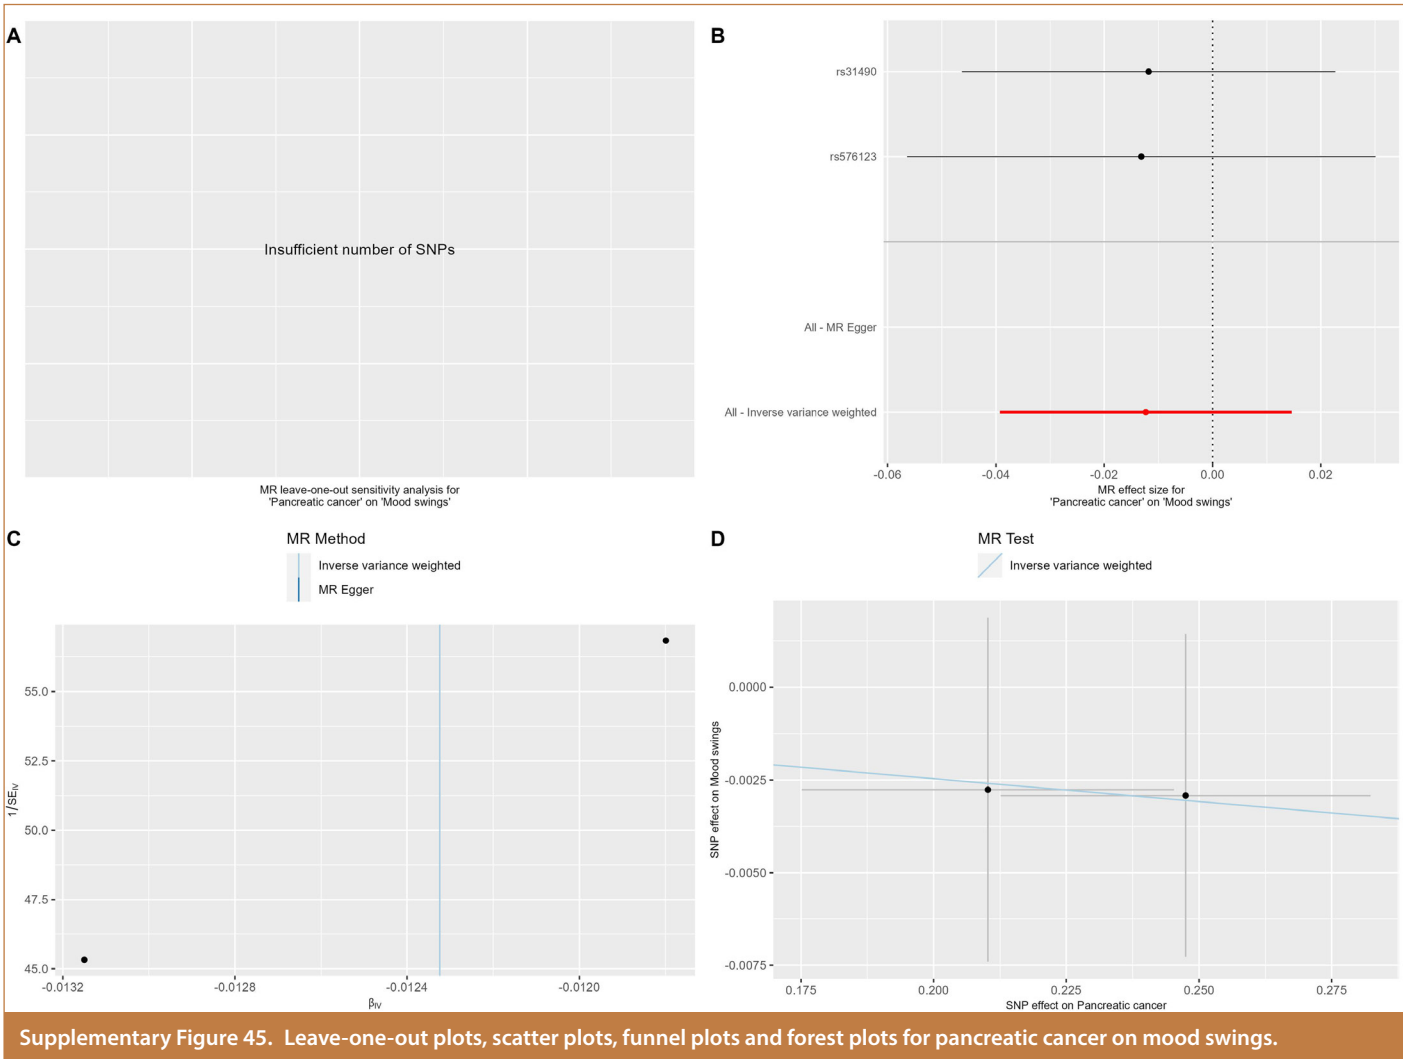 A
Insufficient number of SNPs
MR leave-one-out sensitivity analysis for
'Pancreatic cancer' on 'Mood swings'
B
rs31490
rs576123
All - MR Egger
All - Inverse variance weighted
-0.06 -0.04 -0.02 0.00 0.02
MR effect size for
'Pancreatic cancer' on 'Mood swings'
C
MR Method
Inverse variance weighted
MR Egger
1/SE_IV
55.0
52.5
50.0
47.5
45.0
-0.0132 -0.0128 -0.0124 -0.0120
β_IV
D
MR Test
Inverse variance weighted
SNP effect on Mood swings
0.0000
-0.0025
-0.0050
-0.0075
0.175 0.200 0.225 0.250 0.275
SNP effect on Pancreatic cancer
Supplementary Figure 45. Leave-one-out plots, scatter plots, funnel plots and forest plots for pancreatic cancer on mood swings.